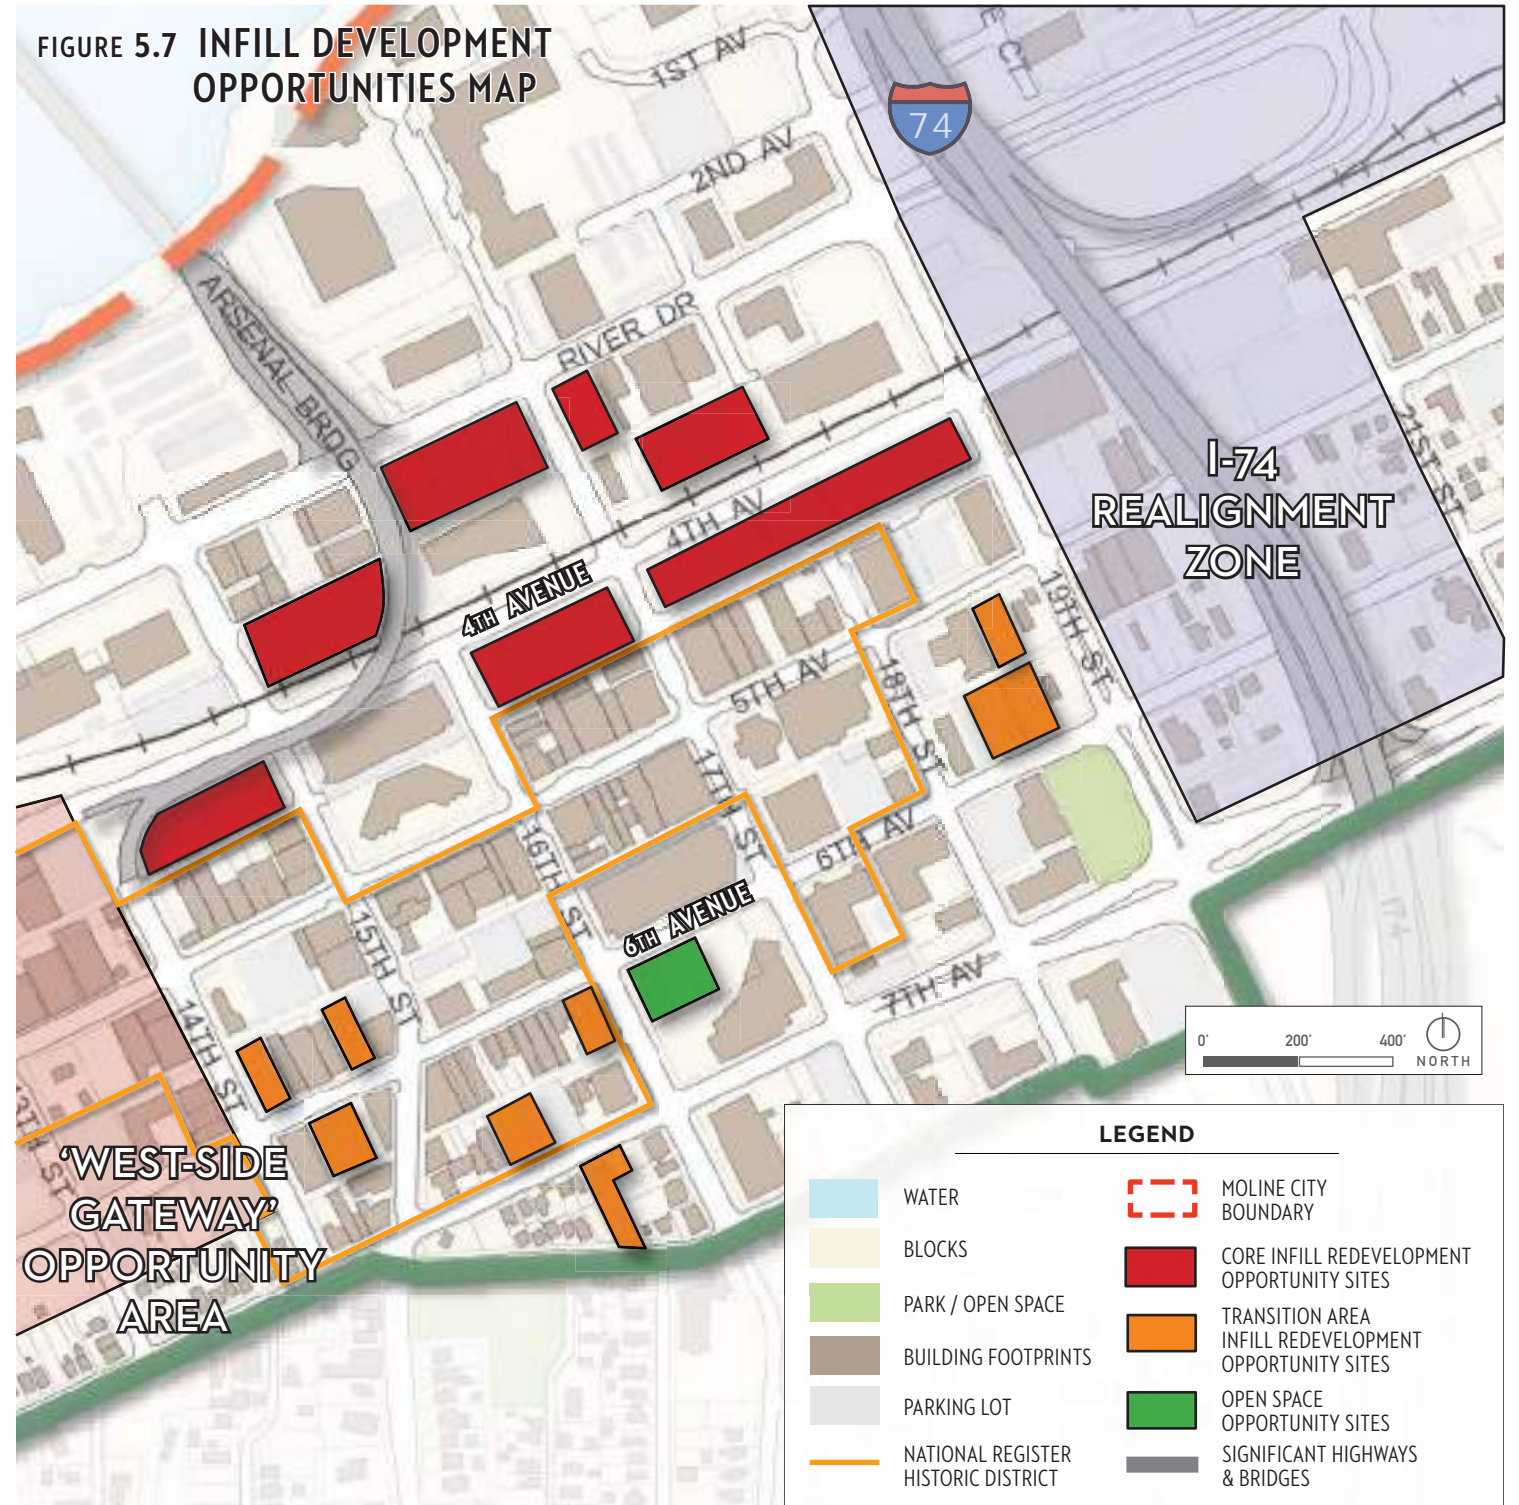 FIGURE 5.7 INFILL DEVELOPMENT
OPPORTUNITIES MAP
1ST AV
E CT
74
2ND AV
ARSENAL BRDG
RIVER DR
4TH AV
4TH AVENUE
I-74
REALIGNMENT
ZONE
21ST ST
19TH ST
5TH AV
18TH ST
17TH ST
6TH AV
16TH ST
6TH AVENUE
15TH ST
7TH AV
14TH ST
13TH ST
'WEST-SIDE
GATEWAY'
OPPORTUNITY
AREA
0' 200' 400'
NORTH
LEGEND
WATER
BLOCKS
PARK / OPEN SPACE
BUILDING FOOTPRINTS
PARKING LOT
NATIONAL REGISTER
HISTORIC DISTRICT
MOLINE CITY
BOUNDARY
CORE INFILL REDEVELOPMENT
OPPORTUNITY SITES
TRANSITION AREA
INFILL REDEVELOPMENT
OPPORTUNITY SITES
OPEN SPACE
OPPORTUNITY SITES
SIGNIFICANT HIGHWAYS
& BRIDGES